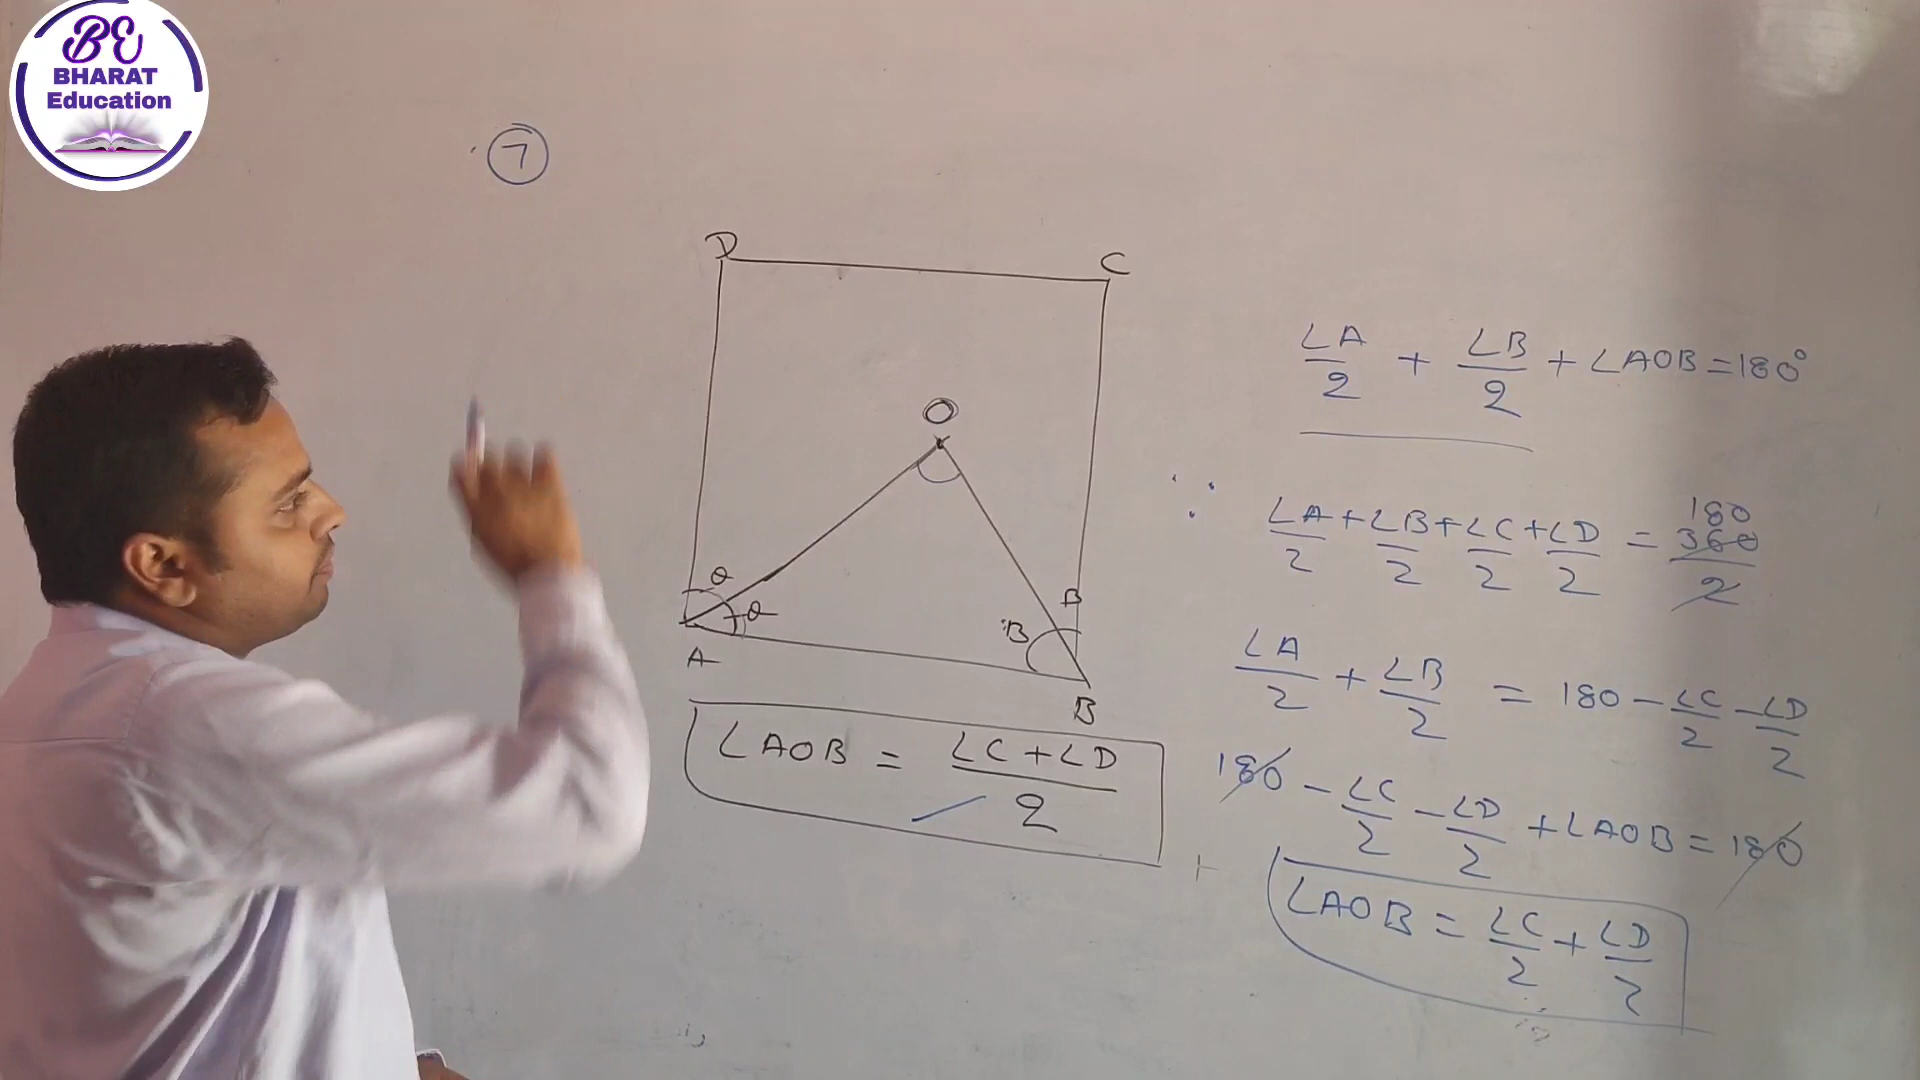 BE
BHARAT
Education
7
D
C
O
θ
θ
B
B
A
B
∠AOB = (∠C + ∠D)/2
∠A/2 + ∠B/2 + ∠AOB = 180°
∵ ∠A/2 + ∠B/2 + ∠C/2 + ∠D/2 = 360/2
180
∠A/2 + ∠B/2 = 180 - ∠C/2 - ∠D/2
180 - ∠C/2 - ∠D/2 + ∠AOB = 180
∠AOB = ∠C/2 + ∠D/2